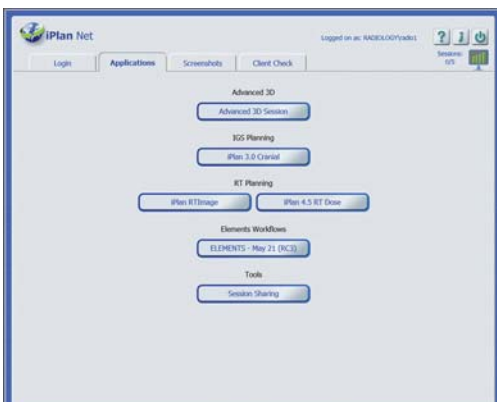 iPlan Net
Logged on as: RADIOLOGY\radio1
Sessions:
0/5
Login Applications Screenshots Client Check
Advanced 3D
Advanced 3D Session
IGS Planning
iPlan 3.0 Cranial
RT Planning
iPlan RTImage iPlan 4.5 RT Dose
Elements Workflows
ELEMENTS - May 21 (RC3)
Tools
Session Sharing